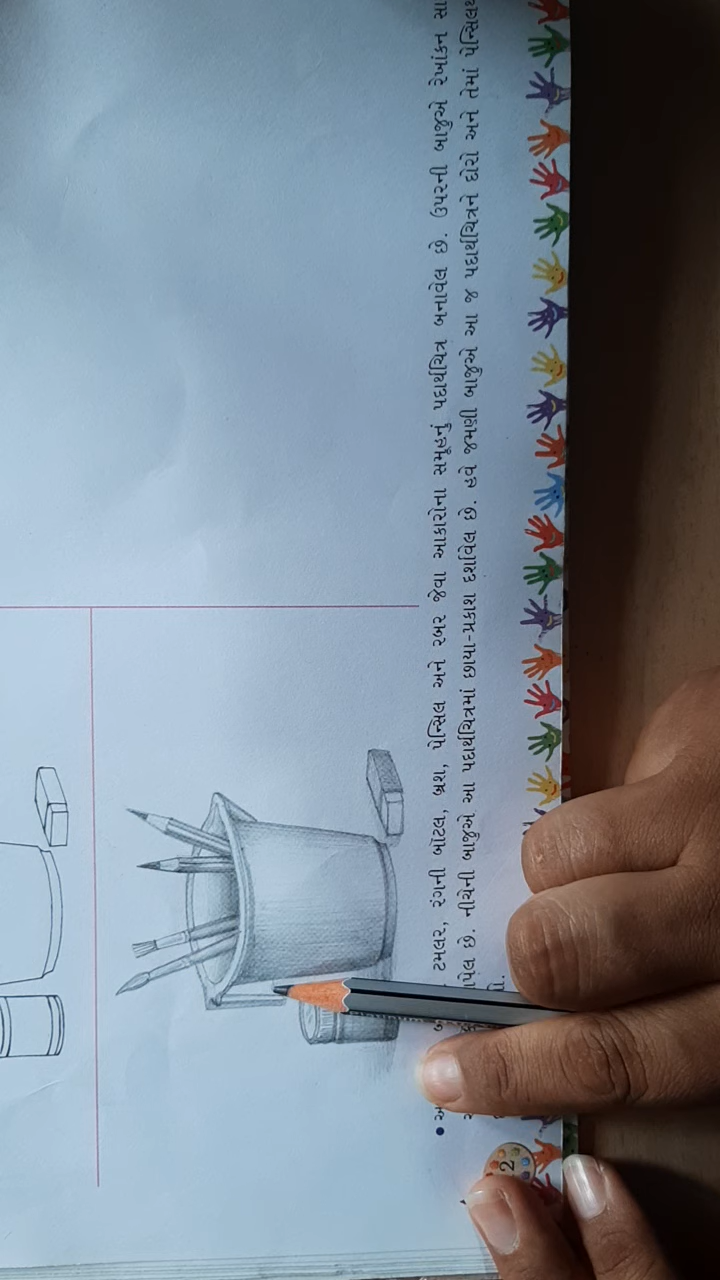 ટમલર, રંગની બૉટલ, બ્રશ, પેન્સિલ અને રબર જેવા આકારોના સમૂહનું પદાર્થચિત્ર બનાવેલ છે. ઉપરની બાજુએ રેખાંકન
છે. નીચેની બાજુએ આ પદાર્થચિત્રમાં છાયા-પ્રકાશ દર્શાવેલ છે. હવે જમણી બાજુએ આ જ પદાર્થચિત્રને દોરો અને તેમાં
2